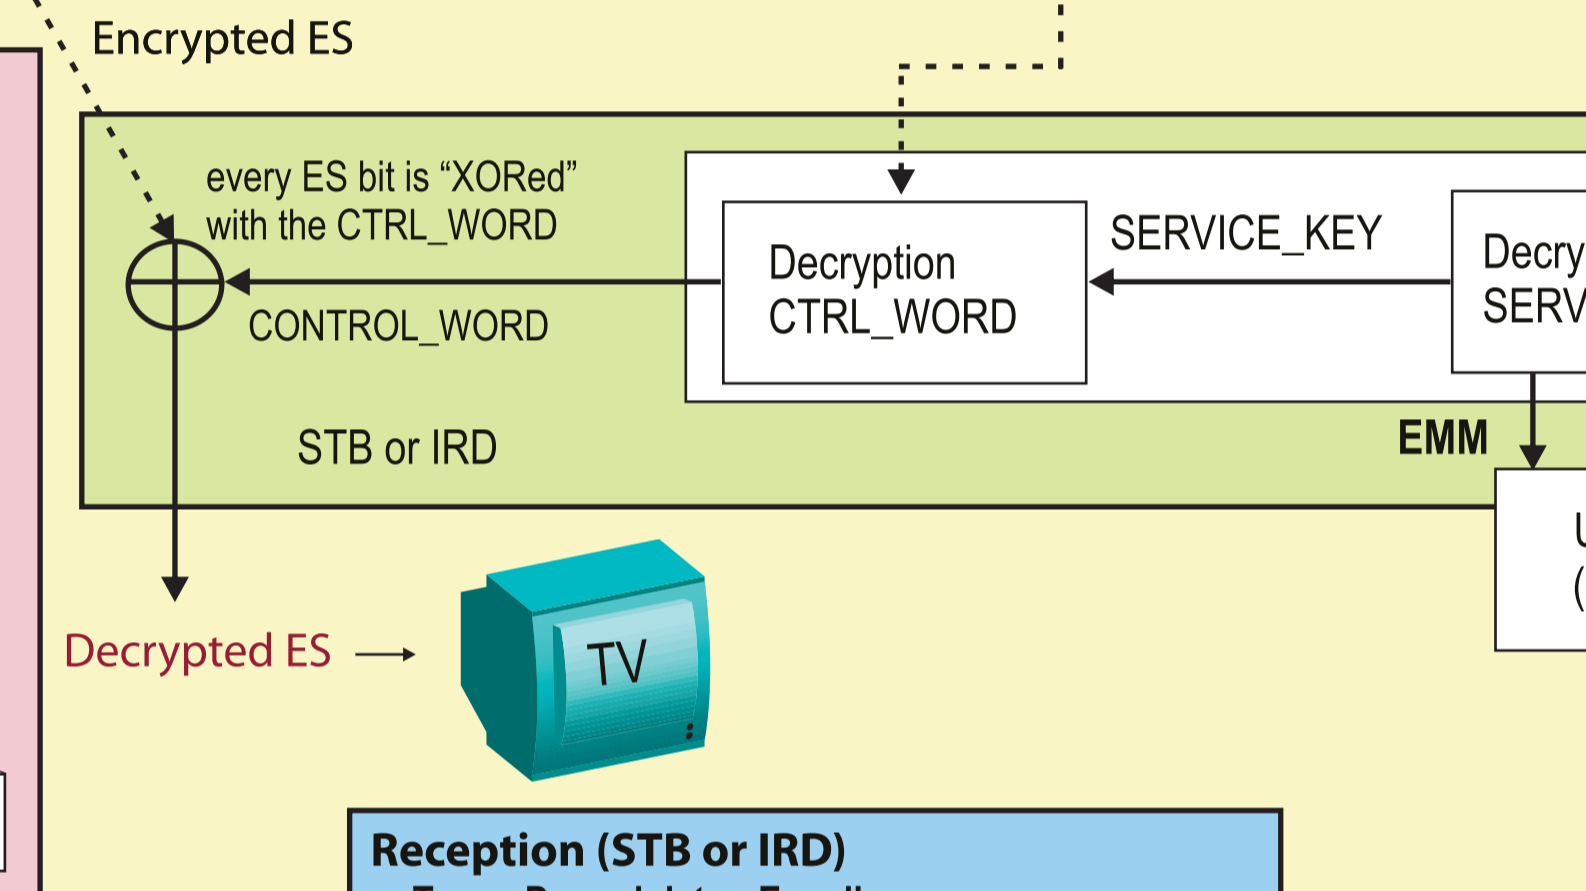 Encrypted ES
every ES bit is “XORed”
with the CTRL_WORD
CONTROL_WORD
Decryption
CTRL_WORD
SERVICE_KEY
STB or IRD
EMM
Decrypted ES
TV
Reception (STB or IRD)